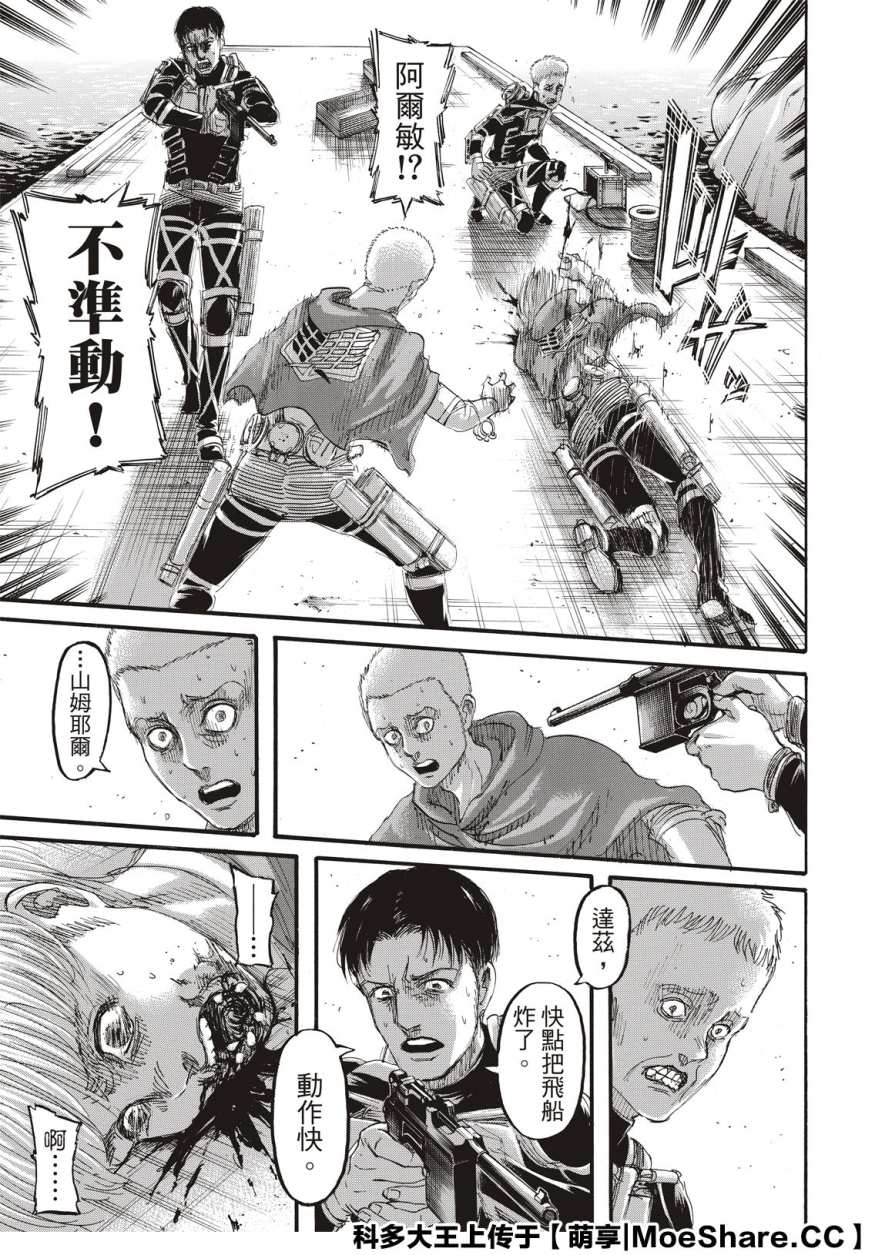 阿爾敏
!?
不準動！
…山姆耶爾。
達茲，
快點把飛船
炸了。
動作快。
——……
啊……
科多大王上传于【萌享|MoeShare.CC】